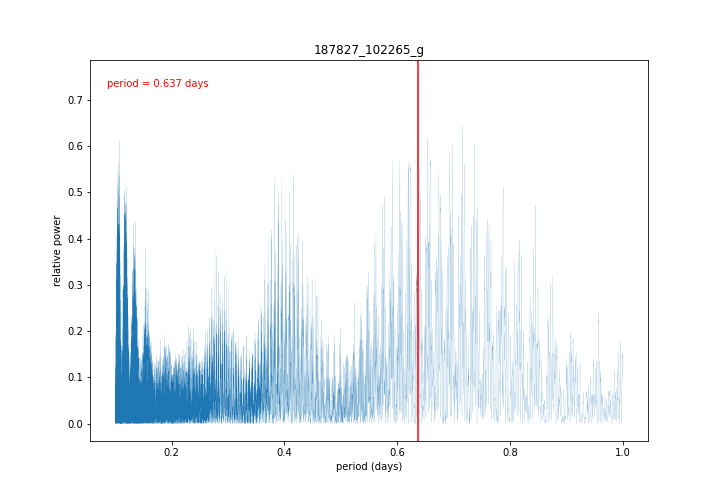 187827_102265_g
period = 0.637 days
relative power
0.7
0.6
0.5
0.4
0.3
0.2
0.1
0.0
0.2 0.4 0.6 0.8 1.0
period (days)